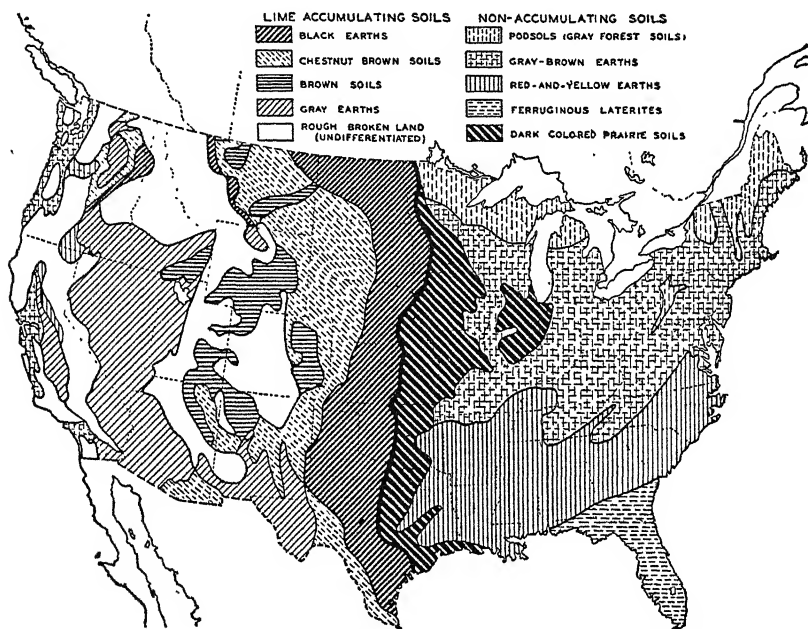 LIME ACCUMULATING SOILS
BLACK EARTHS
CHESTNUT BROWN SOILS
BROWN SOILS
GRAY EARTHS
ROUGH BROKEN LAND
(UNDIFFERENTIATED)
NON-ACCUMULATING SOILS
PODSOLS (GRAY FOREST SOILS)
GRAY-BROWN EARTHS
RED-AND-YELLOW EARTHS
FERRUGINOUS LATERITES
DARK COLORED PRAIRIE SOILS